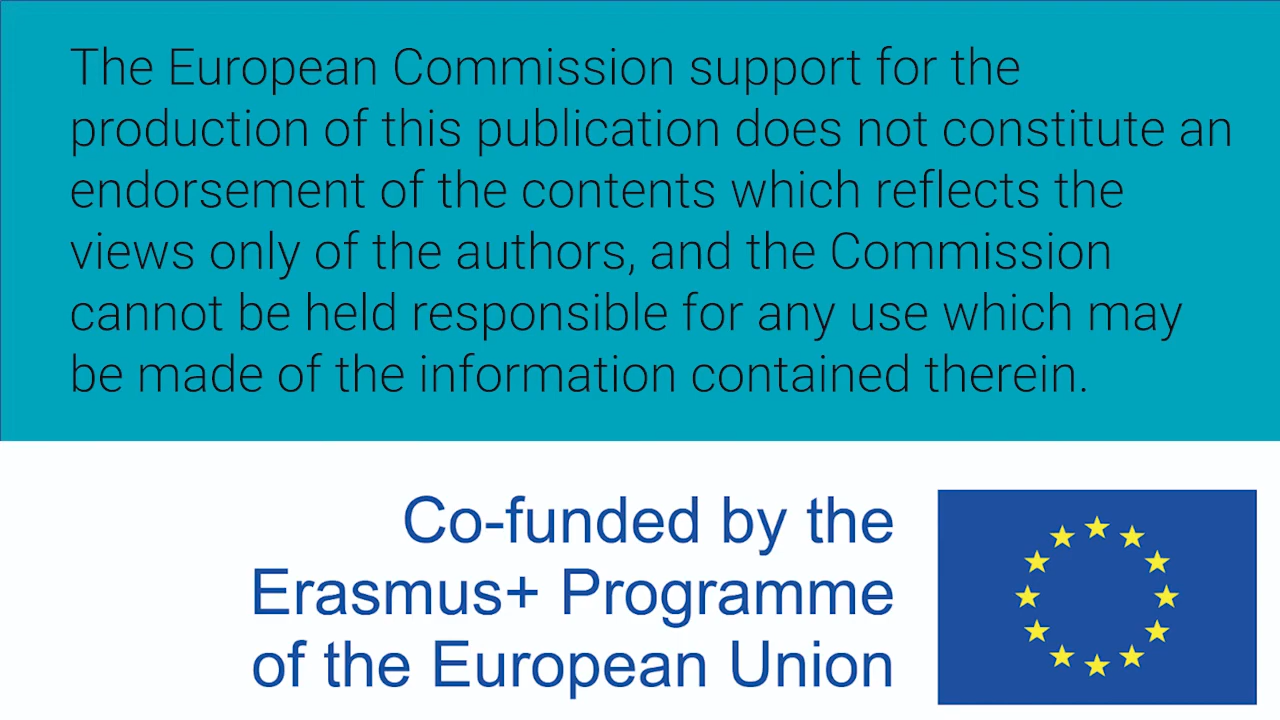 The European Commission support for the
production of this publication does not constitute an
endorsement of the contents which reflects the
views only of the authors, and the Commission
cannot be held responsible for any use which may
be made of the information contained therein.
Co-funded by the
Erasmus+ Programme
of the European Union